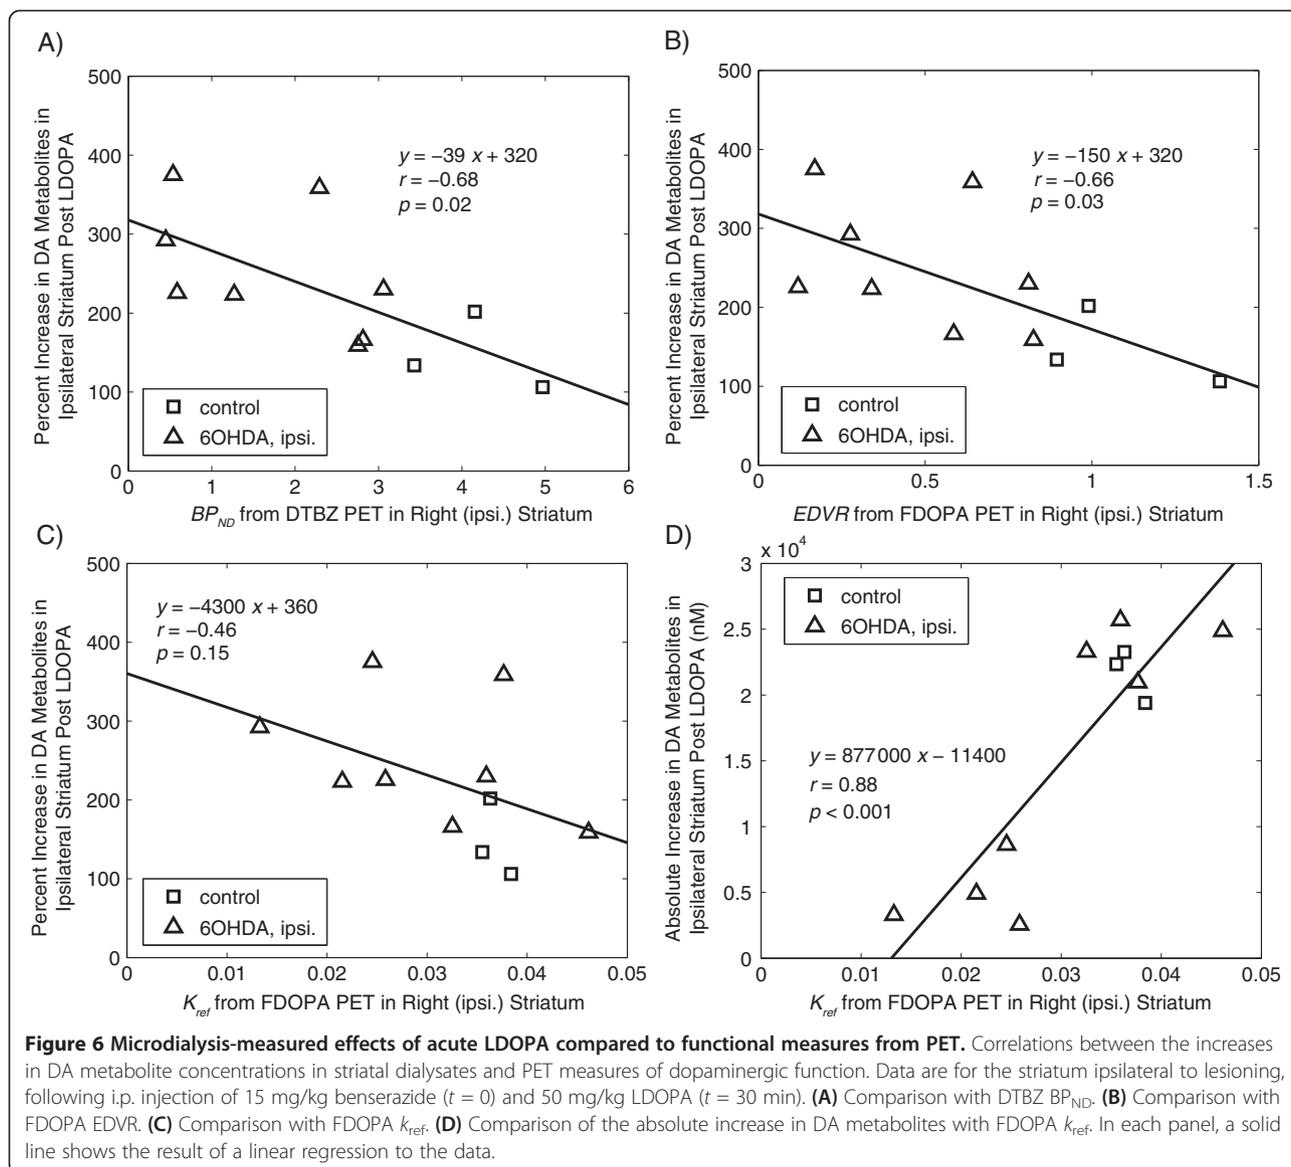 A)
500
400
300
200
100
0
0 1 2 3 4 5 6
Percent Increase in DA Metabolites in
Ipsilateral Striatum Post LDOPA
y = −39 x + 320
r = −0.68
p = 0.02
control
6OHDA, ipsi.
BP_ND from DTBZ PET in Right (ipsi.) Striatum
B)
500
400
300
200
100
0
0 0.5 1 1.5
Percent Increase in DA Metabolites in
Ipsilateral Striatum Post LDOPA
y = −150 x + 320
r = −0.66
p = 0.03
control
6OHDA, ipsi.
EDVR from FDOPA PET in Right (ipsi.) Striatum
C)
500
400
300
200
100
0
0 0.01 0.02 0.03 0.04 0.05
Percent Increase in DA Metabolites in
Ipsilateral Striatum Post LDOPA
y = −4300 x + 360
r = −0.46
p = 0.15
control
6OHDA, ipsi.
K_ref from FDOPA PET in Right (ipsi.) Striatum
D)
x 10^4
3
2.5
2
1.5
1
0.5
0
0 0.01 0.02 0.03 0.04 0.05
Absolute Increase in DA Metabolites in
Ipsilateral Striatum Post LDOPA (nM)
control
6OHDA, ipsi.
y = 877000 x − 11400
r = 0.88
p < 0.001
K_ref from FDOPA PET in Right (ipsi.) Striatum
Figure 6 Microdialysis-measured effects of acute LDOPA compared to functional measures from PET. Correlations between the increases
in DA metabolite concentrations in striatal dialysates and PET measures of dopaminergic function. Data are for the striatum ipsilateral to lesioning,
following i.p. injection of 15 mg/kg benserazide (t = 0) and 50 mg/kg LDOPA (t = 30 min). (A) Comparison with DTBZ BP_ND. (B) Comparison with
FDOPA EDVR. (C) Comparison with FDOPA k_ref. (D) Comparison of the absolute increase in DA metabolites with FDOPA k_ref. In each panel, a solid
line shows the result of a linear regression to the data.